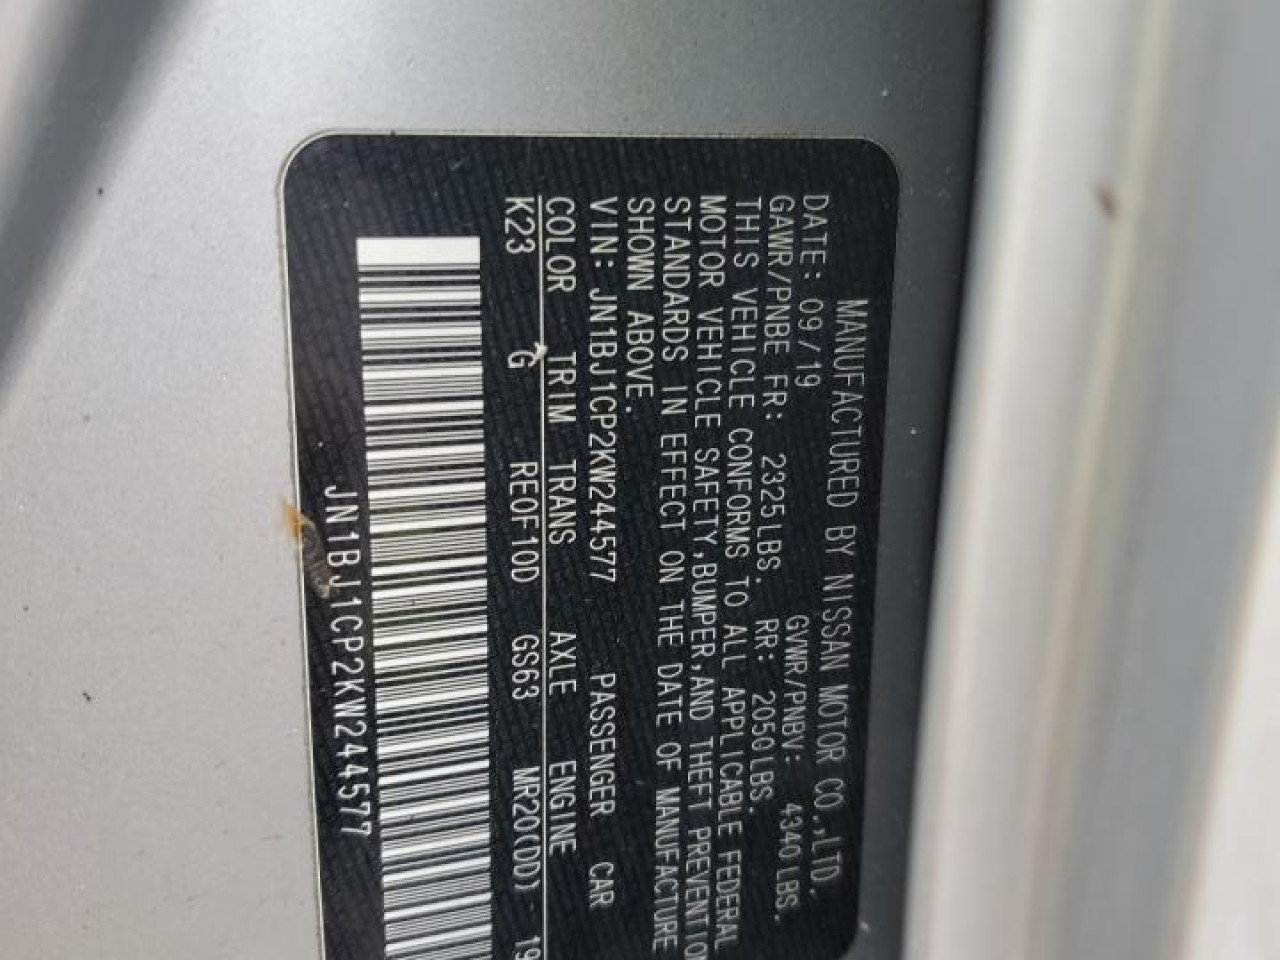 MANUFACTURED BY NISSAN MOTOR CO.,LTD.
DATE: 09/19 GVWR/PNBV: 4340LBS.
GAWR/PNBE FR: 2325LBS. RR: 2050LBS.
THIS VEHICLE CONFORMS TO ALL APPLICABLE FEDERAL
MOTOR VEHICLE SAFETY,BUMPER,AND THEFT PREVENTION
STANDARDS IN EFFECT ON THE DATE OF MANUFACTURE
SHOWN ABOVE.
VIN: JN1BJ1CP2KW244577 PASSENGER CAR
COLOR TRIM TRANS AXLE ENGINE
K23 G RE0F10D GS63 MR20(DD) 19
JN1BJ1CP2KW244577